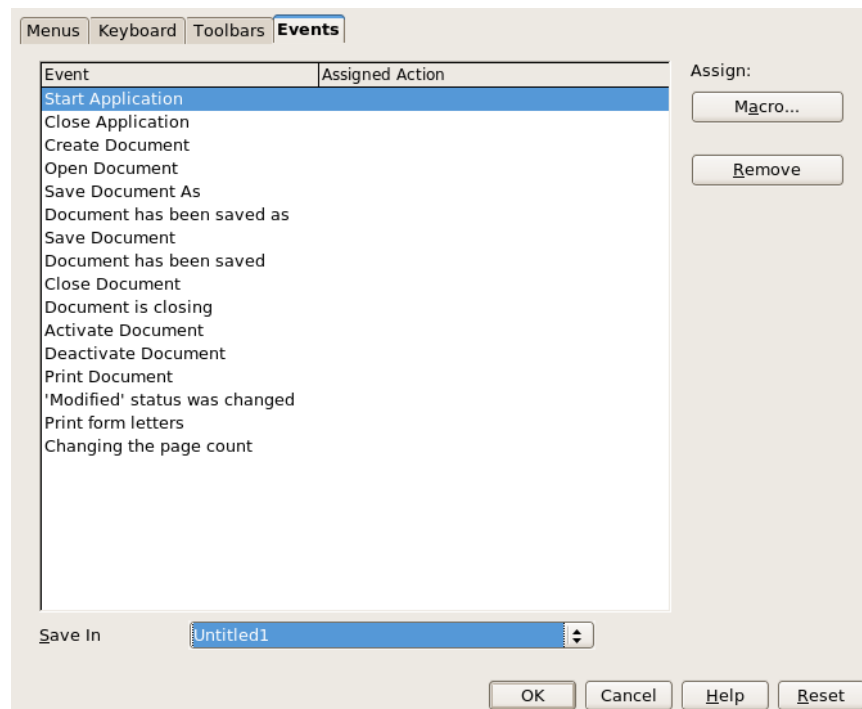 Menus Keyboard Toolbars Events
Event Assigned Action
Assign:
Start Application
Macro...
Close Application
Create Document
Open Document
Remove
Save Document As
Document has been saved as
Save Document
Document has been saved
Close Document
Document is closing
Activate Document
Deactivate Document
Print Document
'Modified' status was changed
Print form letters
Changing the page count
Save In Untitled1
OK Cancel Help Reset